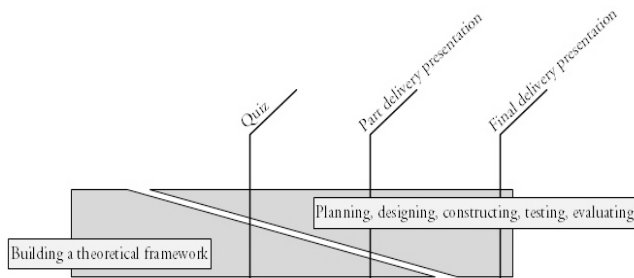 Quiz
Part delivery presentation
Final delivery presentation
Planning, designing, constructing, testing, evaluating
Building a theoretical framework